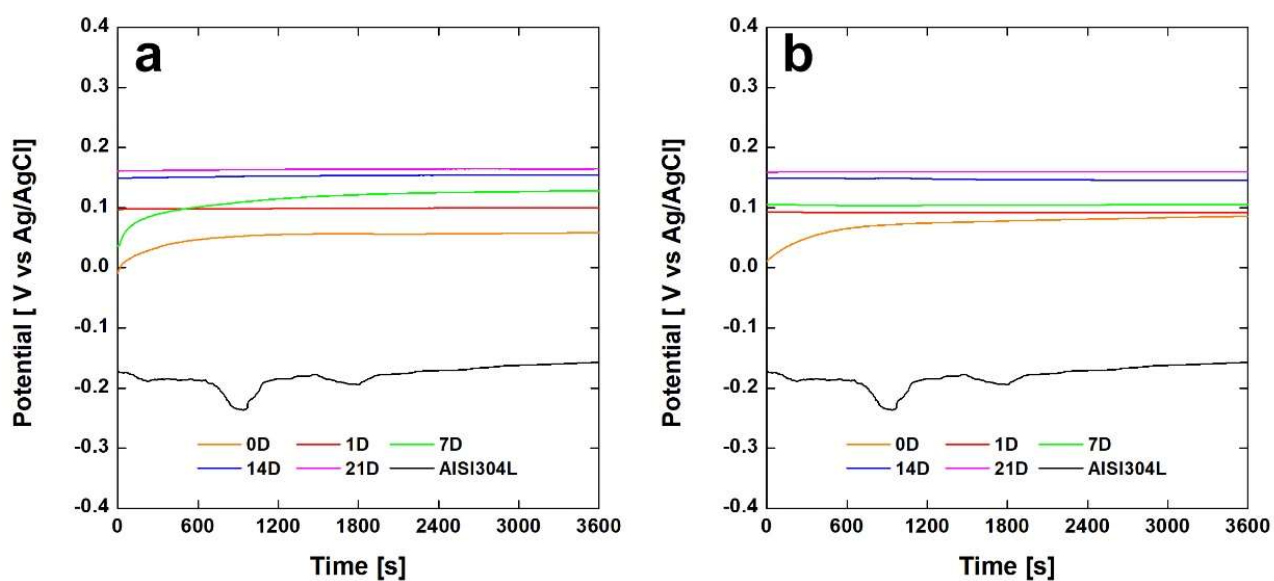 a
0.4
0.3
0.2
0.1
0.0
-0.1
-0.2
-0.3
-0.4
Potential [ V vs Ag/AgCl]
0D 1D 7D
14D 21D AISI304L
0 600 1200 1800 2400 3000 3600
Time [s]
b
0.4
0.3
0.2
0.1
0.0
-0.1
-0.2
-0.3
-0.4
Potential [ V vs Ag/AgCl]
0D 1D 7D
14D 21D AISI304L
0 600 1200 1800 2400 3000 3600
Time [s]